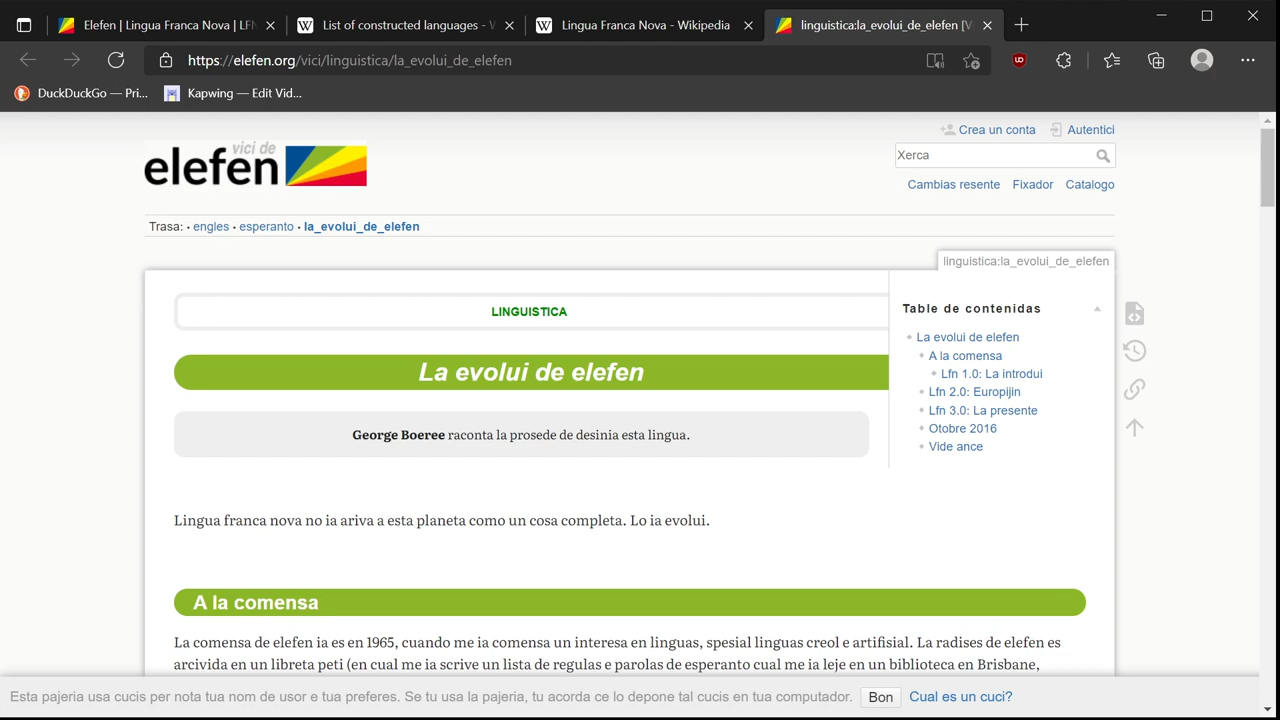 Elefen | Lingua Franca Nova | LFN
List of constructed languages - W
Lingua Franca Nova - Wikipedia
linguistica:la_evolui_de_elefen [V
https://elefen.org/vici/linguistica/la_evolui_de_elefen
DuckDuckGo — Pri...
Kapwing — Edit Vid...
vici de
elefen
Crea un conta
Autentici
Xerca
Cambias resente
Fixador
Catalogo
Trasa: • engles • esperanto • la_evolui_de_elefen
linguistica:la_evolui_de_elefen
LINGUISTICA
La evolui de elefen
George Boeree raconta la prosede de desinia esta lingua.
Table de contenidas
La evolui de elefen
A la comensa
Lfn 1.0: La introdui
Lfn 2.0: Europijin
Lfn 3.0: La presente
Otobre 2016
Vide ance
Lingua franca nova no ia ariva a esta planeta como un cosa completa. Lo ia evolui.
A la comensa
La comensa de elefen ia es en 1965, cuando me ia comensa un interesa en linguas, spesial linguas creol e artifisial. La radises de elefen es
arcivida en un libreta peti (en cual me ia scrive un lista de regulas e parolas de esperanto cual me ia leje en un biblioteca en Brisbane,
Esta pajeria usa cucis per nota tua nom de usor e tua preferes. Se tu usa la pajeria, tu acorda ce lo depone tal cucis en tua computador.
Bon
Cual es un cuci?